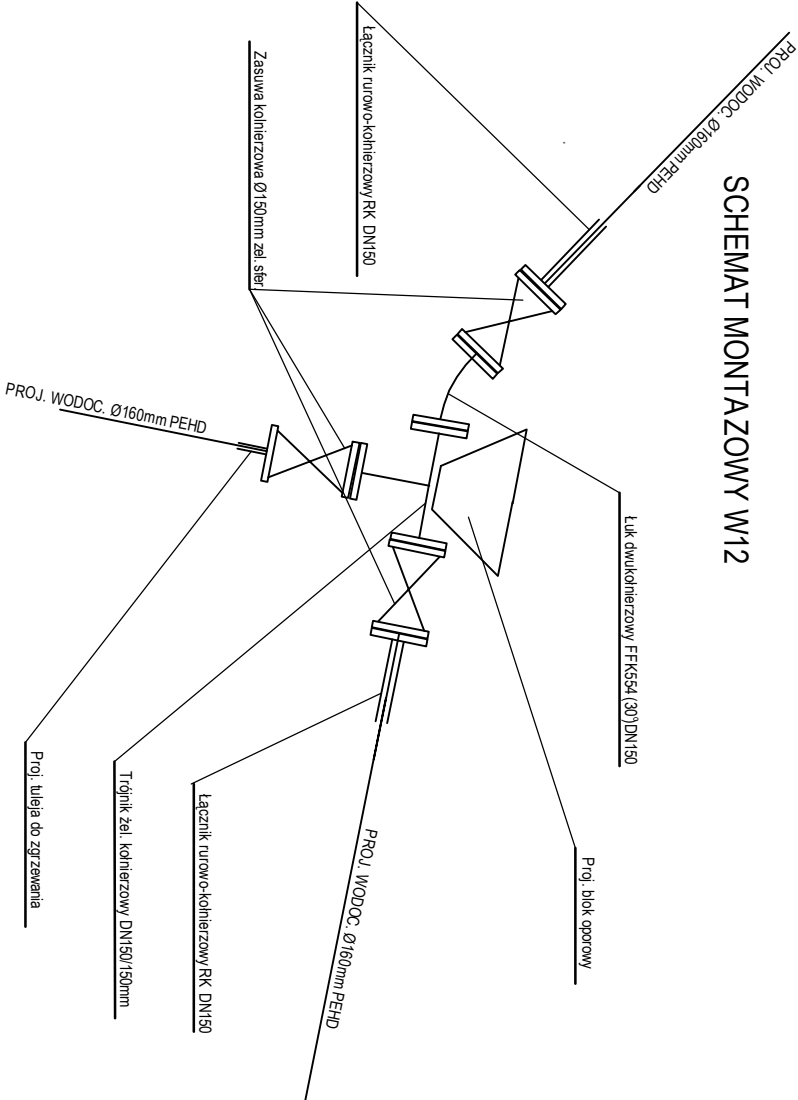 SCHEMAT MONTAZOWY W12
PROJ. WODOC. Ø160mm PEHD
Łącznik rurowo-kołnierzowy RK DN150
Zasuwa kołnierzowa Ø150mm żel. sfer.
PROJ. WODOC. Ø160mm PEHD
Łuk dwukołnierzowy FFK554 (30°)DN150
Proj. blok oporowy
PROJ. WODOC. Ø160mm PEHD
Łącznik rurowo-kołnierzowy RK DN150
Trójnik żel. kołnierzowy DN150/150mm
Proj. tuleja do zgrzewania